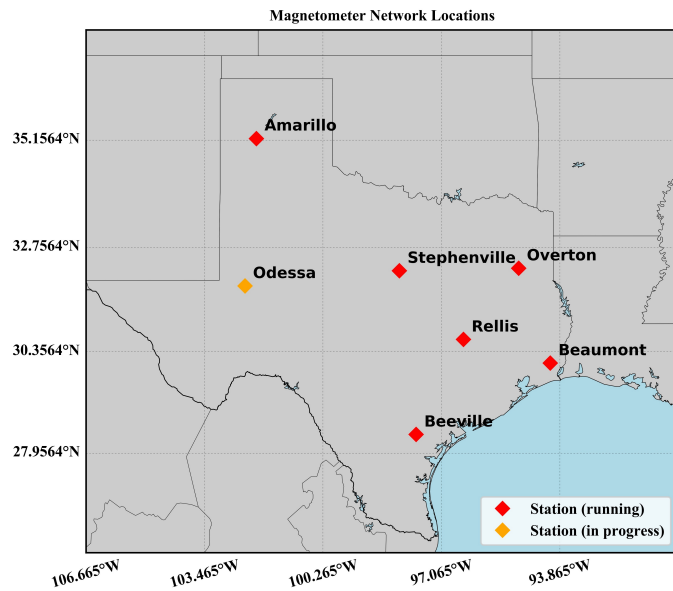 Magnetometer Network Locations
Amarillo
35.1564°N
32.7564°N
Stephenville
Overton
Odessa
Rellis
30.3564°N
Beaumont
Beeville
27.9564°N
Station (running)
Station (in progress)
106.665°W
103.465°W
100.265°W
97.065°W
93.865°W